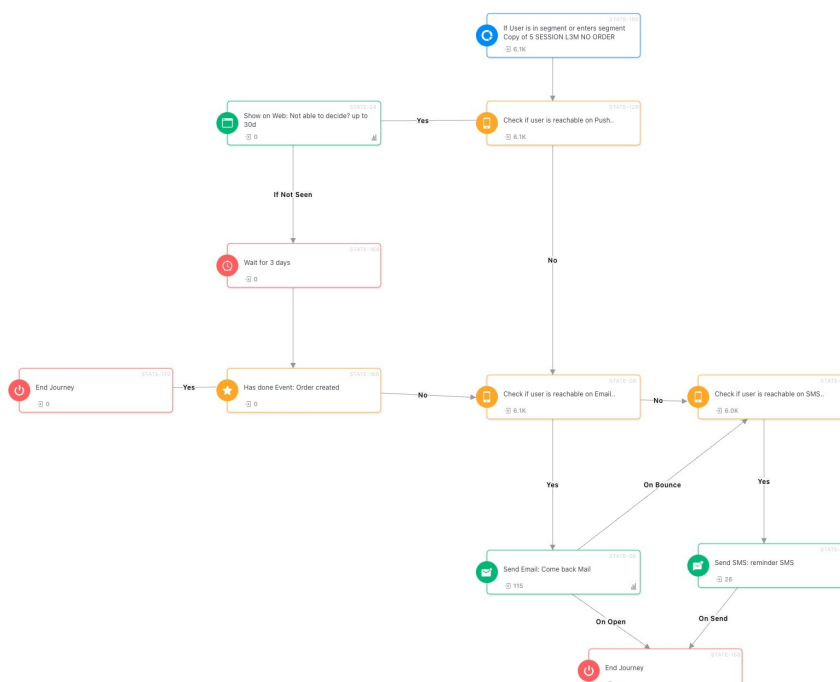 If User is in segment or enters segment
Copy of 5 SESSION L3M NO ORDER
6.1K
Show on Web: Not able to decide? up to
30d
0
Yes
Check if user is reachable on Push..
6.1K
If Not Seen
Wait for 3 days
0
No
End Journey
0
Yes
Has done Event: Order created
0
No
Check if user is reachable on Email..
6.1K
No
Check if user is reachable on SMS..
6.0K
Yes
On Bounce
Yes
Send Email: Come back Mail
115
Send SMS: reminder SMS
26
On Open
On Send
End Journey